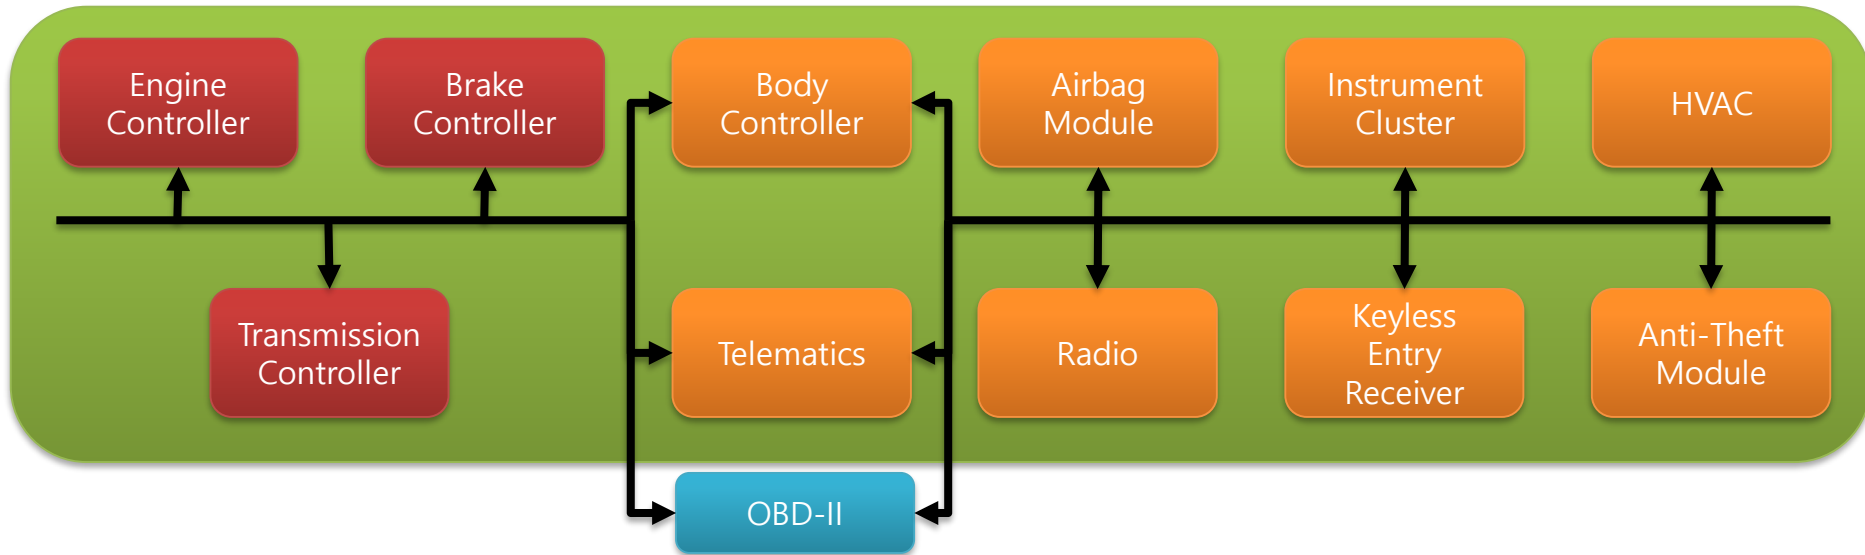 Engine
Controller
Brake
Controller
Body
Controller
Airbag
Module
Instrument
Cluster
HVAC
Transmission
Controller
Telematics
Radio
Keyless
Entry
Receiver
Anti-Theft
Module
OBD-II